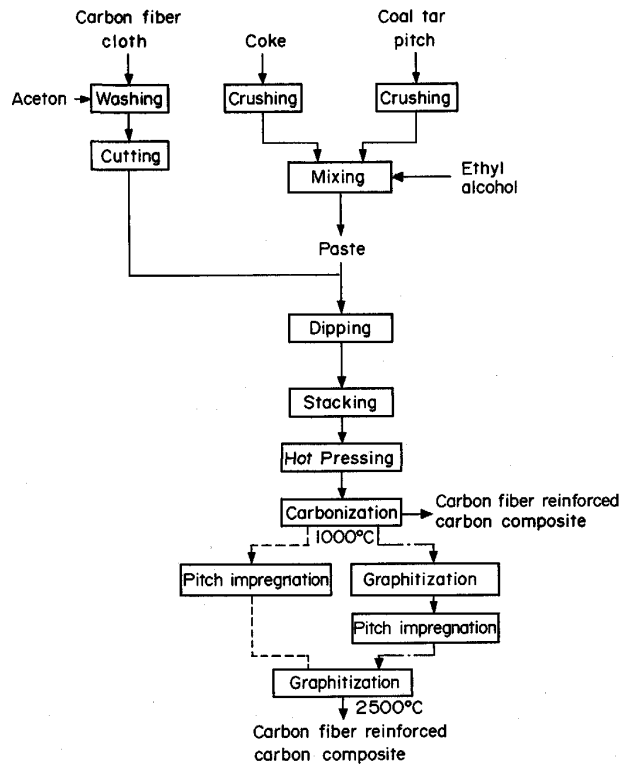 Carbon fiber
cloth
Coke
Coal tar
pitch
Aceton
Washing
Crushing
Crushing
Cutting
Mixing
Ethyl
alcohol
Paste
Dipping
Stacking
Hot Pressing
Carbonization
Carbon fiber reinforced
carbon composite
1000°C
Pitch impregnation
Graphitization
Pitch impregnation
Graphitization
2500°C
Carbon fiber reinforced
carbon composite